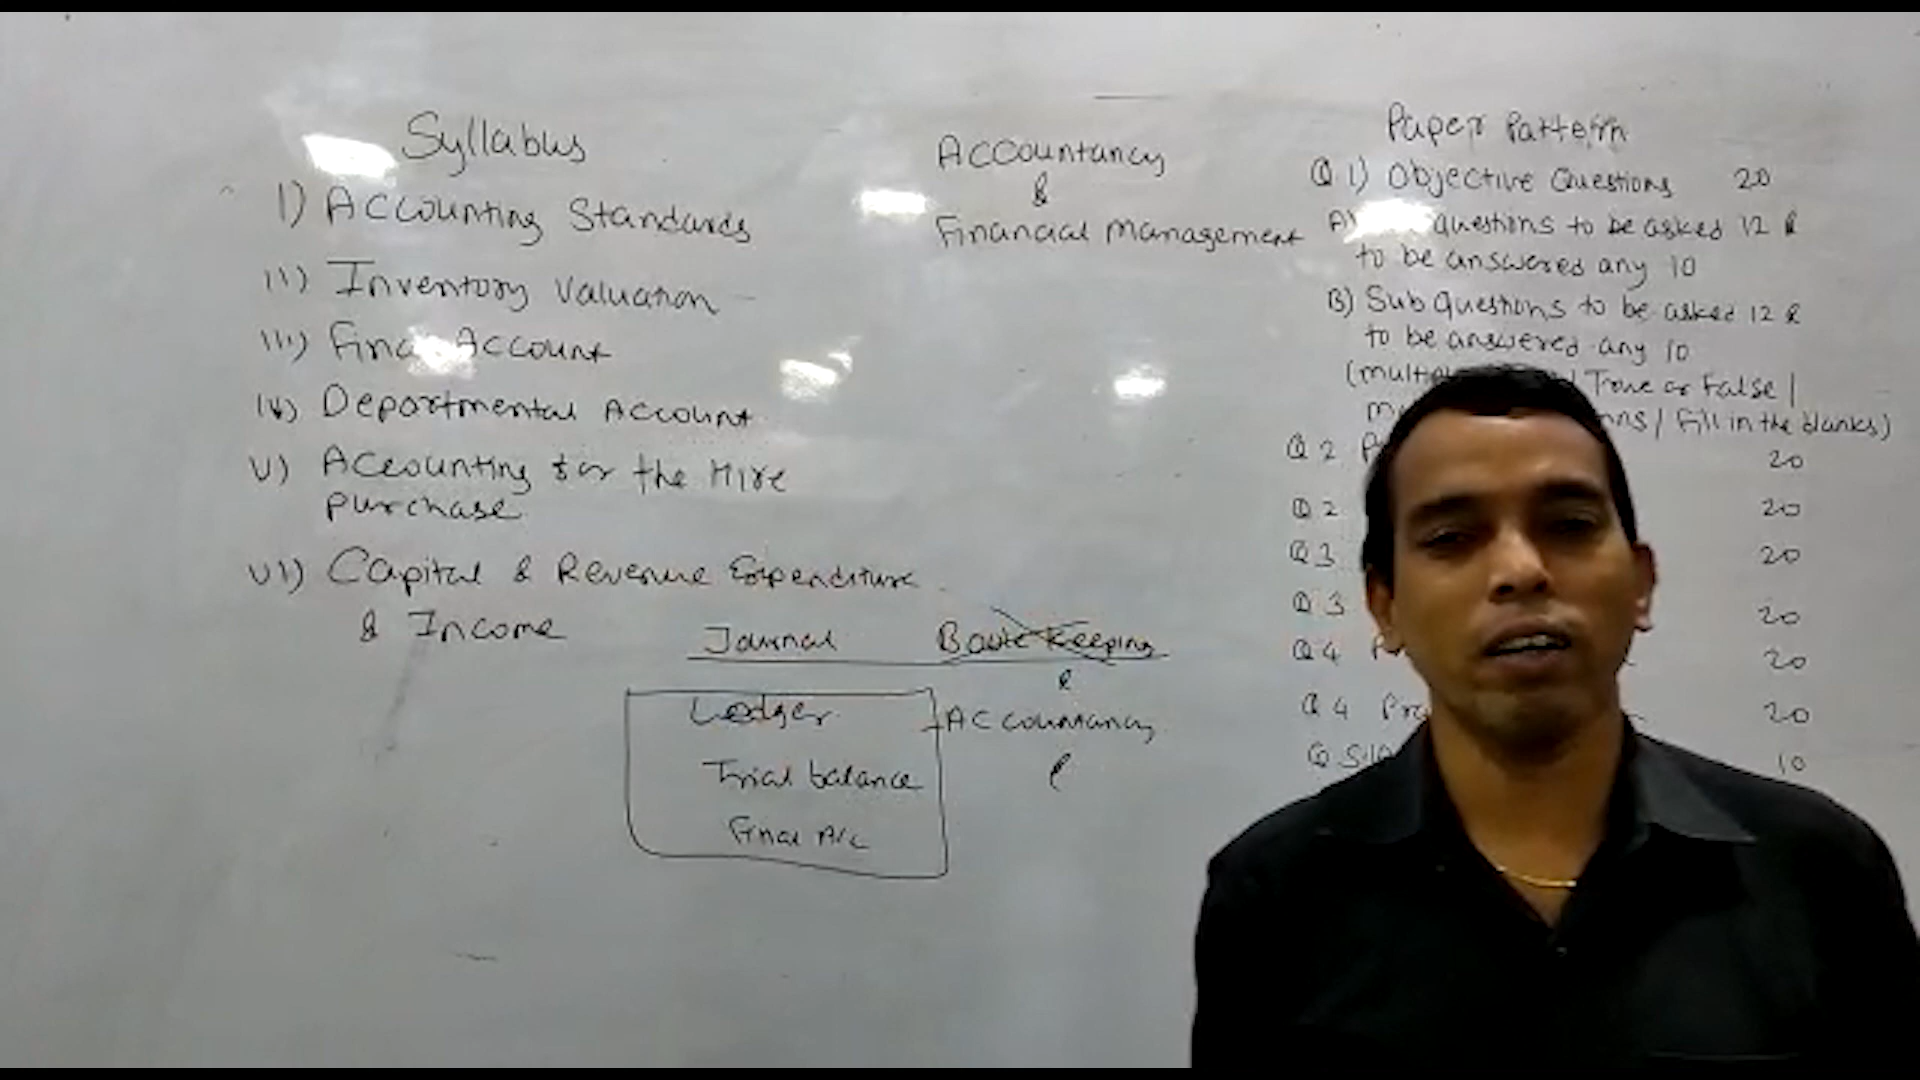 Syllabus
I) Accounting Standards
II) Inventory Valuation
III) Final Account
IV) Departmental Account
V) Accounting for the Hire
purchase
VI) Capital & Revenue Expenditure
& Income
Accountancy
&
Financial Management
Journal
Ledger
Trial balance
Final A/c
Book Keeping
&
Accountancy
Paper Pattern
Q 1) Objective Questions 20
A) questions to be asked 12 &
to be answered any 10
B) Sub Questions to be asked 12 &
to be answered any 10
True or False |
/ Fill in the blanks)
Q 2 20
Q 2 20
Q 3 20
Q 3 20
Q 4 20
Q 4 20
Q 5 10